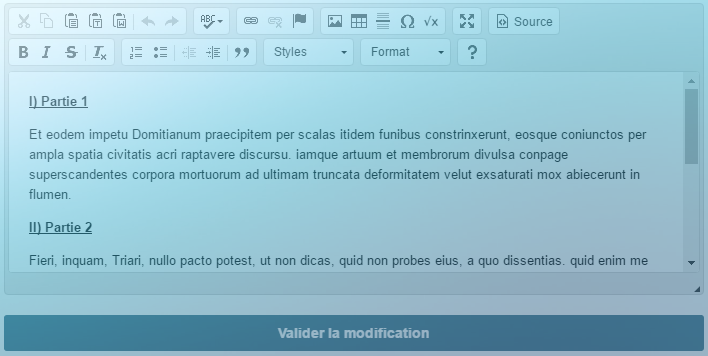 ABC
Ω √x
Source
B I S Tx
Styles
Format
?
I) Partie 1
Et eodem impetu Domitianum praecipitem per scalas itidem funibus constrinxerunt, eosque coniunctos per
ampla spatia civitatis acri raptavere discursu. iamque artuum et membrorum divulsa conpage
superscandentes corpora mortuorum ad ultimam truncata deformitatem velut exsaturati mox abiecerunt in
flumen.
II) Partie 2
Fieri, inquam, Triari, nullo pacto potest, ut non dicas, quid non probes eius, a quo dissentias. quid enim me
Valider la modification